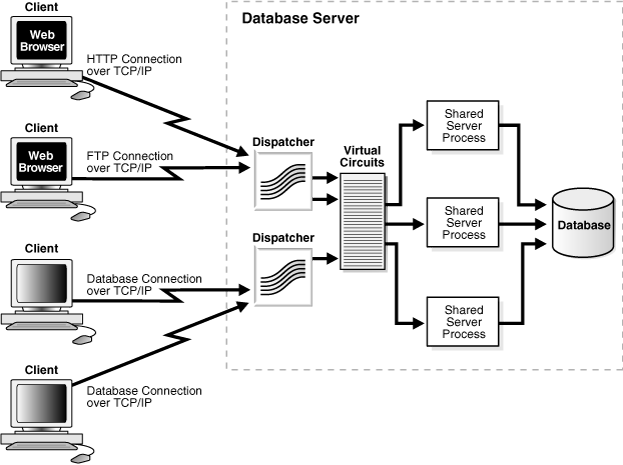 Client
Web
Browser
HTTP Connection
over TCP/IP
Client
Web
Browser
FTP Connection
over TCP/IP
Client
Database Connection
over TCP/IP
Client
Database Connection
over TCP/IP
Database Server
Dispatcher
Dispatcher
Virtual
Circuits
Shared
Server
Process
Shared
Server
Process
Shared
Server
Process
Database